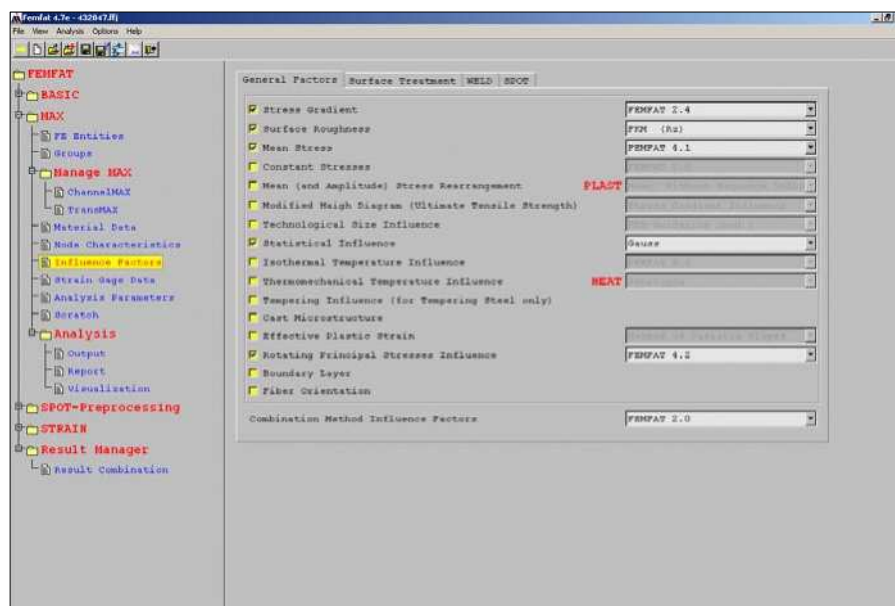 Femfat 4.7e - 432847.ffj
File View Analysis Options Help
FEMFAT
BASIC
MAX
FE Entities
Groups
Manage MAX
ChannelMAX
TransMAX
Material Data
Node Characteristics
Influence Factors
Strain Gage Data
Analysis Parameters
Scratch
Analysis
Output
Report
Visualization
SPOT-Preprocessing
STRAIN
Result Manager
Result Combination
General Factors Surface Treatment WELD SPOT
Stress Gradient FEMFAT 2.4
Surface Roughness FKM (Rz)
Mean Stress FEMFAT 4.1
Constant Stresses
Mean (and Amplitude) Stress Rearrangement PLAST
Modified Haigh Diagram (Ultimate Tensile Strength)
Technological Size Influence
Statistical Influence Gauss
Isothermal Temperature Influence
Thermomechanical Temperature Influence HEAT
Tempering Influence (for Tempering Steel only)
Cast Microstructure
Effective Plastic Strain
Rotating Principal Stresses Influence FEMFAT 4.2
Boundary Layer
Fiber Orientation
Combination Method Influence Factors FEMFAT 2.0